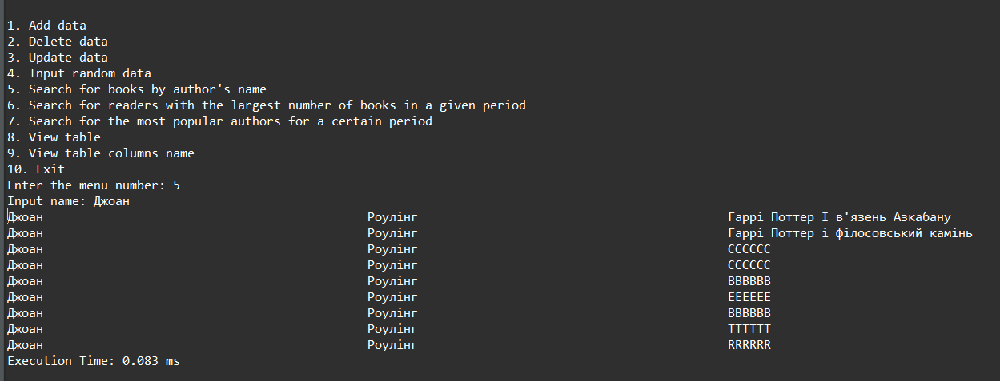 1. Add data
2. Delete data
3. Update data
4. Input random data
5. Search for books by author's name
6. Search for readers with the largest number of books in a given period
7. Search for the most popular authors for a certain period
8. View table
9. View table columns name
10. Exit
Enter the menu number: 5
Input name: Джоан
Джоан Роулінг Гаррі Поттер І в'язень Азкабану
Джоан Роулінг Гаррі Поттер і філосовський камінь
Джоан Роулінг CCCCCC
Джоан Роулінг CCCCCC
Джоан Роулінг BBBBBB
Джоан Роулінг EEEEEE
Джоан Роулінг BBBBBB
Джоан Роулінг TTTTTT
Джоан Роулінг RRRRRR
Execution Time: 0.083 ms